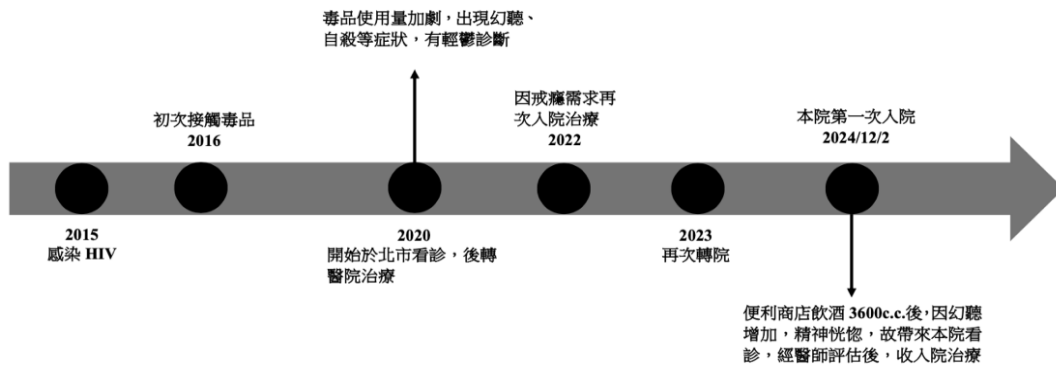 毒品使用量加劇，出現幻聽、
自殺等症狀，有輕鬱診斷
初次接觸毒品
2016
因戒癮需求再
次入院治療
2022
本院第一次入院
2024/12/2
2015
感染 HIV
2020
開始於北市看診，後轉
醫院治療
2023
再次轉院
便利商店飲酒 3600c.c.後，因幻聽
增加，精神恍惚，故帶來本院看
診，經醫師評估後，收入院治療